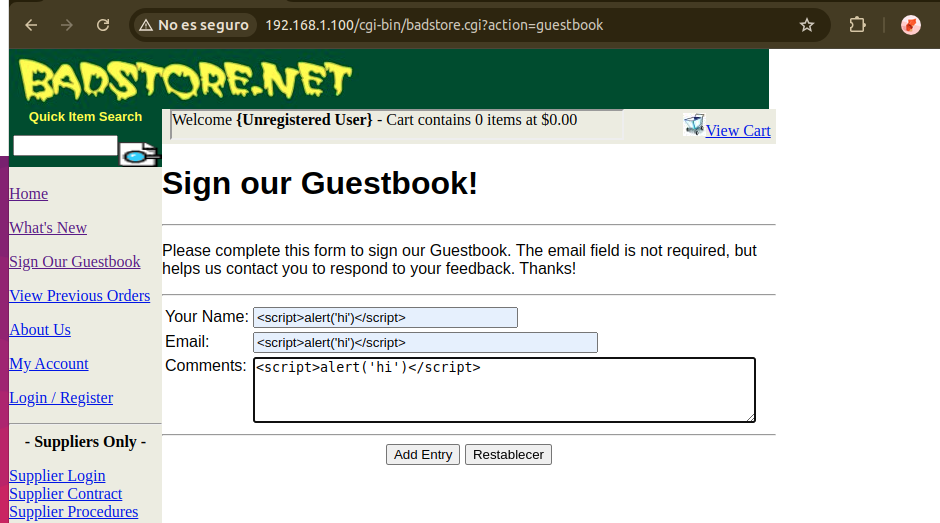 No es seguro 192.168.1.100/cgi-bin/badstore.cgi?action=guestbook
BADSTORE.NET
Quick Item Search
Welcome {Unregistered User} - Cart contains 0 items at $0.00
View Cart
Home
What's New
Sign Our Guestbook
View Previous Orders
About Us
My Account
Login / Register
- Suppliers Only -
Supplier Login
Supplier Contract
Supplier Procedures
Sign our Guestbook!
Please complete this form to sign our Guestbook. The email field is not required, but
helps us contact you to respond to your feedback. Thanks!
Your Name: <script>alert('hi')</script>
Email: <script>alert('hi')</script>
Comments: <script>alert('hi')</script>
Add Entry Restablecer